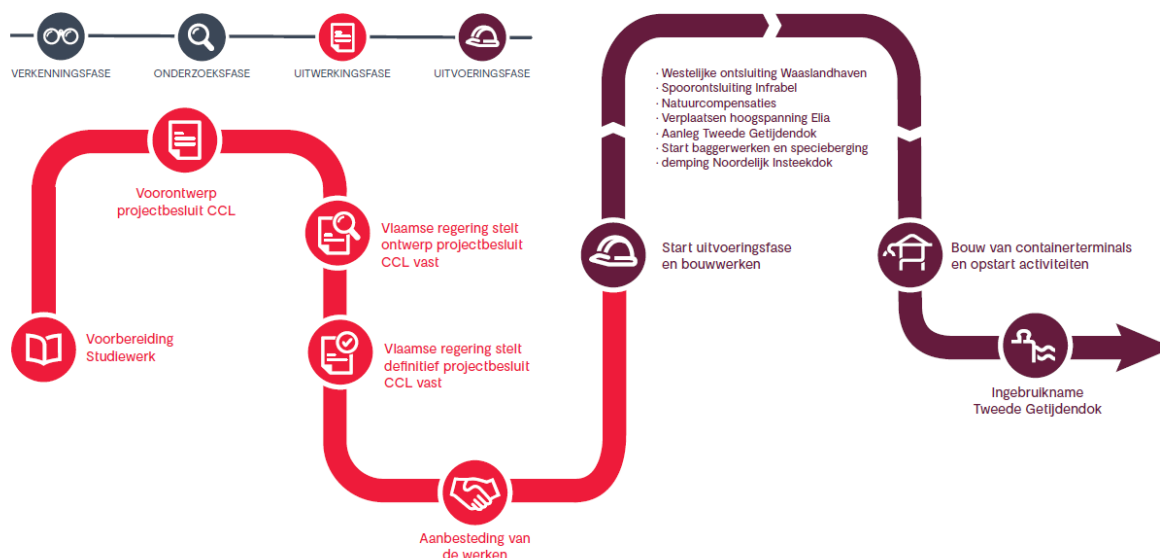 VERKENNINGSFASE
ONDERZOEKSFASE
UITWERKINGSFASE
UITVOERINGSFASE
Voorbereiding
Studiewerk
Voorontwerp
projectbesluit CCL
Vlaamse regering stelt
ontwerp projectbesluit
CCL vast
Vlaamse regering stelt
definitief projectbesluit
CCL vast
Aanbesteding van
de werken
Start uitvoeringsfase
en bouwwerken
· Westelijke ontsluiting Waaslandhaven
· Spoorontsluiting Infrabel
· Natuurcompensaties
· Verplaatsen hoogspanning Elia
· Aanleg Tweede Getijdendok
· Start baggerwerken en specieberging
· demping Noordelijk Insteekdok
Bouw van containerterminals
en opstart activiteiten
Ingebruikname
Tweede Getijdendok